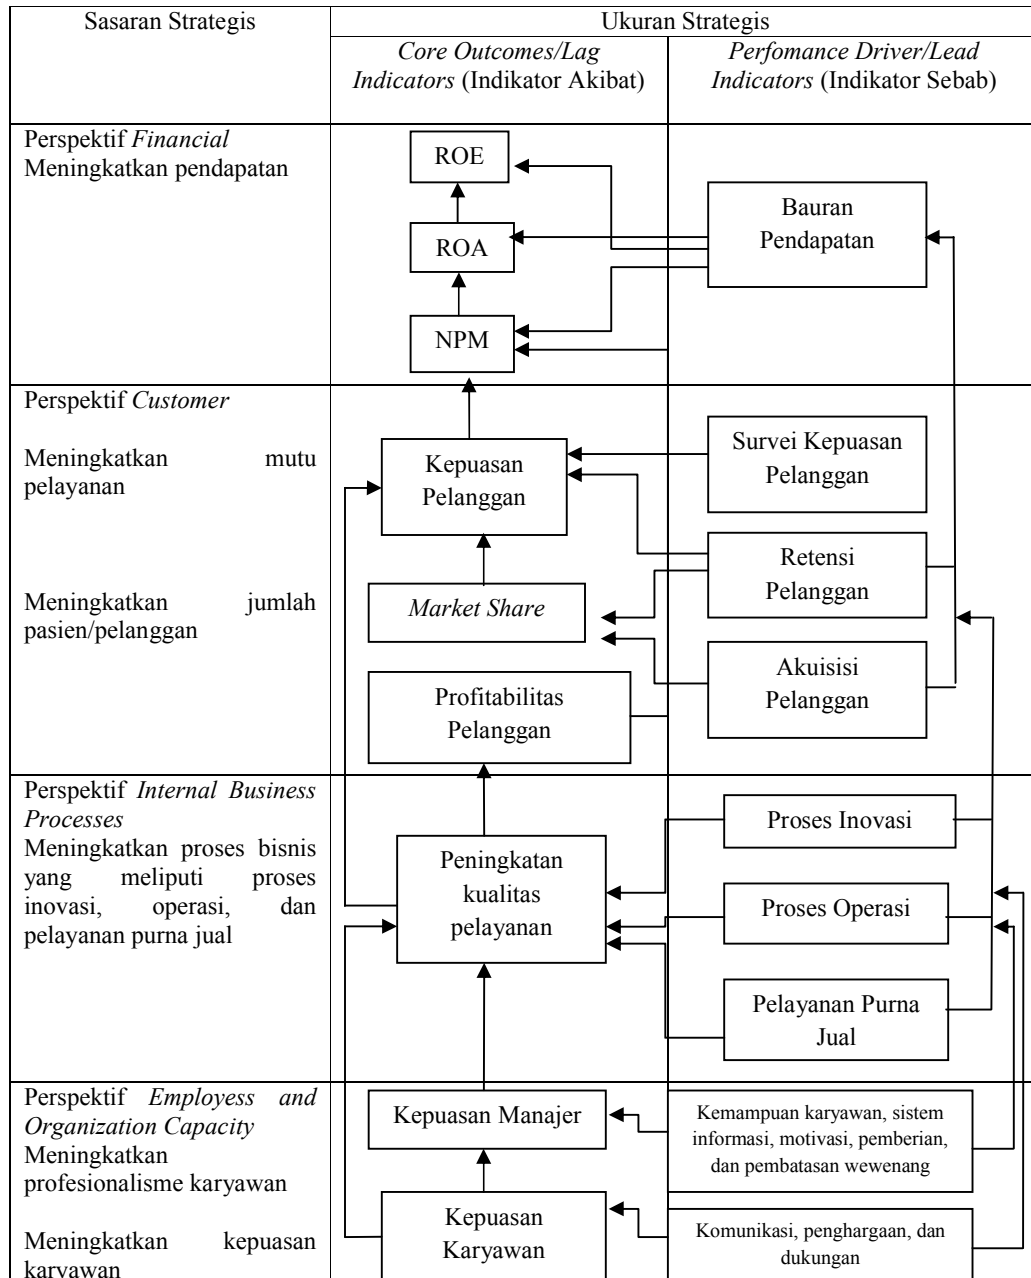 Sasaran Strategis
Ukuran Strategis
Core Outcomes/Lag
Indicators (Indikator Akibat)
Perfomance Driver/Lead
Indicators (Indikator Sebab)
Perspektif Financial
Meningkatkan pendapatan
ROE
ROA
NPM
Bauran
Pendapatan
Perspektif Customer
Meningkatkan mutu
pelayanan
Meningkatkan jumlah
pasien/pelanggan
Kepuasan
Pelanggan
Market Share
Profitabilitas
Pelanggan
Survei Kepuasan
Pelanggan
Retensi
Pelanggan
Akuisisi
Pelanggan
Perspektif Internal Business
Processes
Meningkatkan proses bisnis
yang meliputi proses
inovasi, operasi, dan
pelayanan purna jual
Peningkatan
kualitas
pelayanan
Proses Inovasi
Proses Operasi
Pelayanan Purna
Jual
Perspektif Employess and
Organization Capacity
Meningkatkan
profesionalisme karyawan
Meningkatkan kepuasan
karyawan
Kepuasan Manajer
Kepuasan
Karyawan
Kemampuan karyawan, sistem
informasi, motivasi, pemberian,
dan pembatasan wewenang
Komunikasi, penghargaan, dan
dukungan